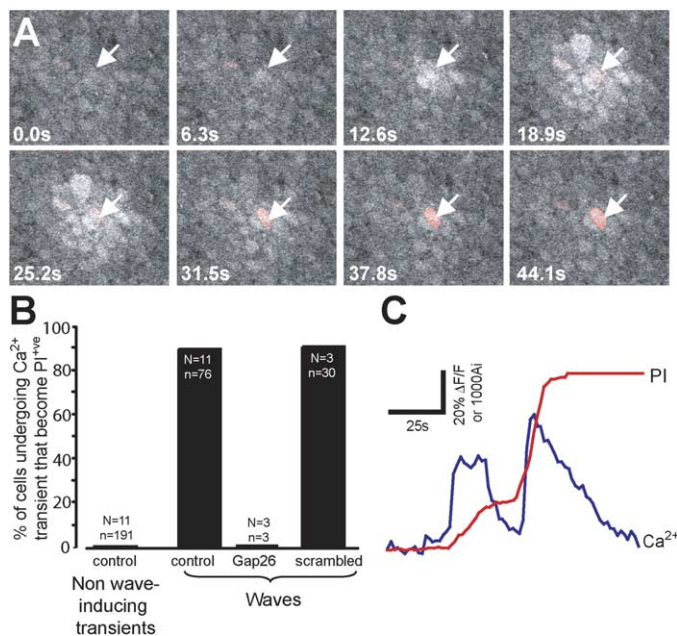 A
0.0s
6.3s
12.6s
18.9s
25.2s
31.5s
37.8s
44.1s
B
% of cells undergoing Ca²⁺
transient that become PI⁺ᵛᵉ
100
80
60
40
20
0
N=11
n=191
N=11
n=76
N=3
n=3
N=3
n=30
control
control
Gap26
scrambled
Non wave-
inducing
transients
Waves
C
20% ΔF/F
or 1000Ai
25s
PI
Ca²⁺